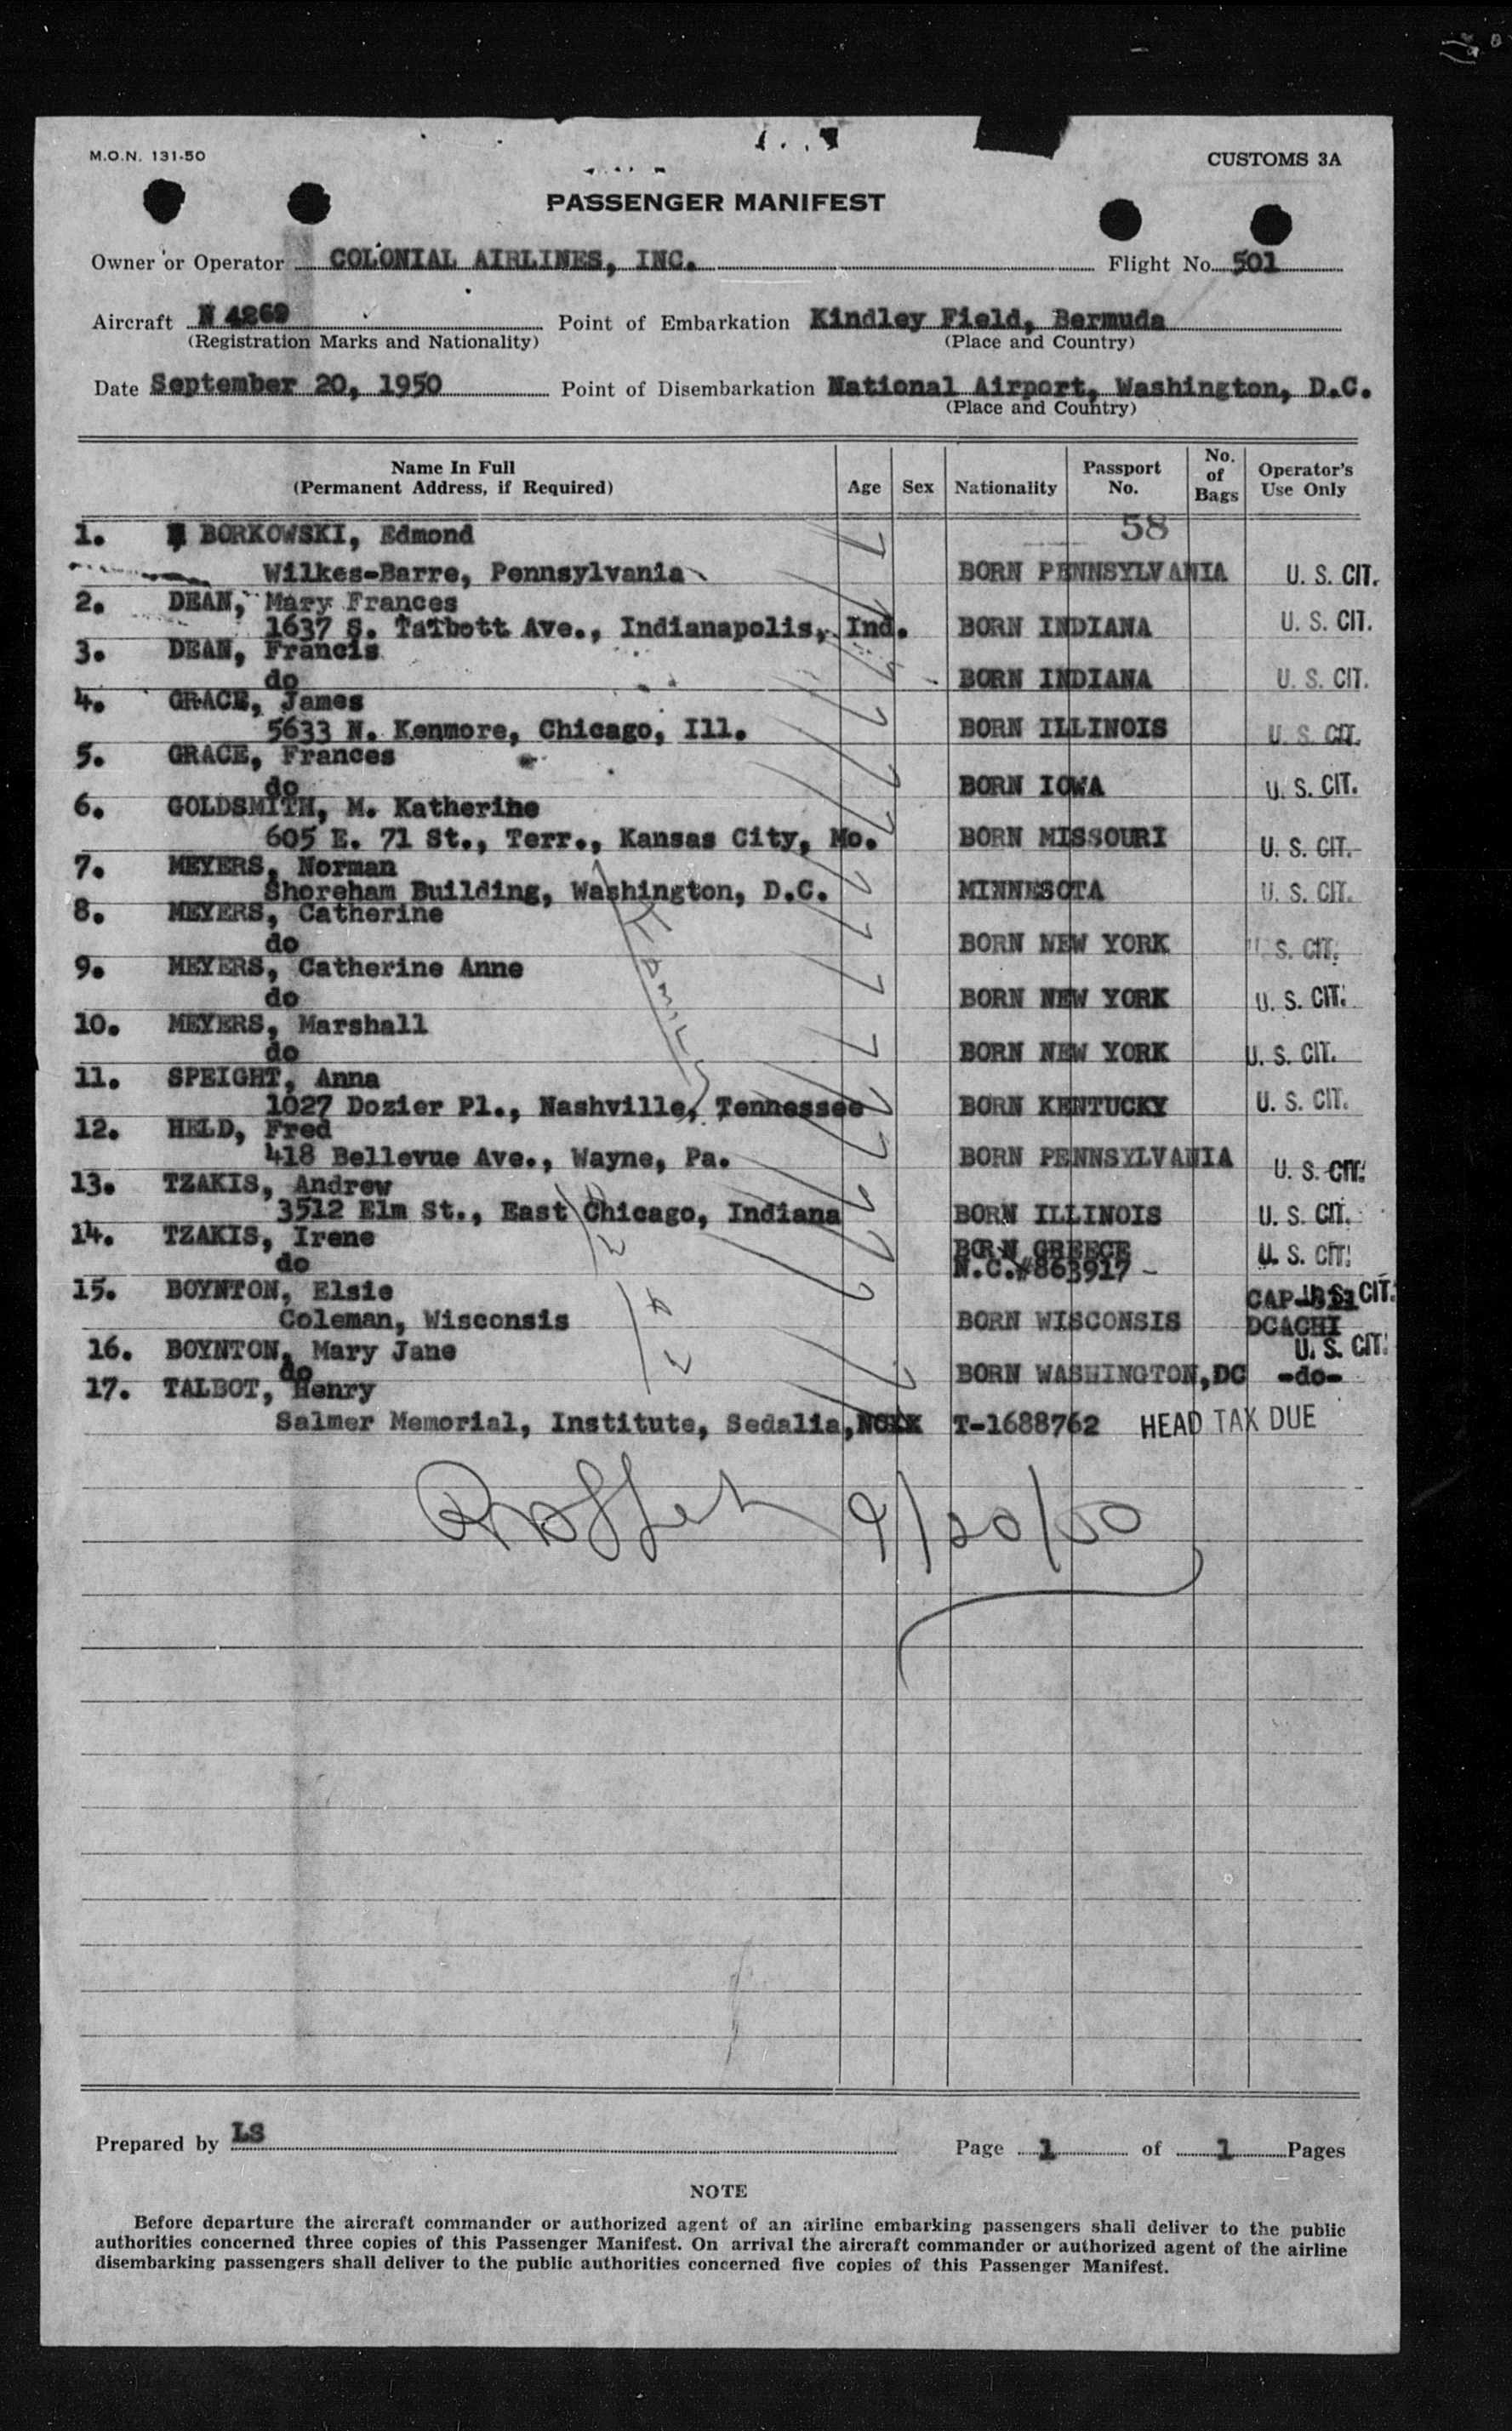 M.O.N. 131-50
CUSTOMS 3A
PASSENGER MANIFEST
Owner or Operator COLONIAL AIRLINES, INC. Flight No. 501
Aircraft N 4269 Point of Embarkation Kindley Field, Bermuda
(Registration Marks and Nationality) (Place and Country)
Date September 20, 1950 Point of Disembarkation National Airport, Washington, D.C.
(Place and Country)
Name In Full (Permanent Address, if Required) Age Sex Nationality Passport No. No. of Bags Operator's Use Only
58
1. BORKOWSKI, Edmond
Wilkes-Barre, Pennsylvania BORN PENNSYLVANIA U. S. CIT.
2. DEAN, Mary Frances
1637 S. Talbott Ave., Indianapolis, Ind. BORN INDIANA U. S. CIT.
3. DEAN, Francis
do BORN INDIANA U. S. CIT.
4. GRACE, James
5633 N. Kenmore, Chicago, Ill. BORN ILLINOIS U. S. CIT.
5. GRACE, Frances
do BORN IOWA U. S. CIT.
6. GOLDSMITH, M. Katherine
605 E. 71 St., Terr., Kansas City, Mo. BORN MISSOURI U. S. CIT.
7. MEYERS, Norman
Shoreham Building, Washington, D.C. MINNESOTA U. S. CIT.
8. MEYERS, Catherine
do BORN NEW YORK U. S. CIT.
9. MEYERS, Catherine Anne
do BORN NEW YORK U. S. CIT.
10. MEYERS, Marshall
do BORN NEW YORK U. S. CIT.
Family
11. SPEIGHT, Anna
1027 Dozier Pl., Nashville, Tennessee BORN KENTUCKY U. S. CIT.
12. HELD, Fred
418 Bellevue Ave., Wayne, Pa. BORN PENNSYLVANIA U. S. CIT.
13. TZAKIS, Andrew
3512 Elm St., East Chicago, Indiana BORN ILLINOIS U. S. CIT.
14. TZAKIS, Irene BORN GREECE
do N.C.#863917 - U. S. CIT.
15. BOYNTON, Elsie U. S. CIT.
Coleman, Wisconsis BORN WISCONSIS DCACHI
16. BOYNTON, Mary Jane U. S. CIT.
do BORN WASHINGTON,DC -do-
17. TALBOT, Henry
Salmer Memorial, Institute, Sedalia, T-1688762 HEAD TAX DUE
9/20/50
Prepared by LS Page 1 of 1 Pages
NOTE
Before departure the aircraft commander or authorized agent of an airline embarking passengers shall deliver to the public
authorities concerned three copies of this Passenger Manifest. On arrival the aircraft commander or authorized agent of the airline
disembarking passengers shall deliver to the public authorities concerned five copies of this Passenger Manifest.